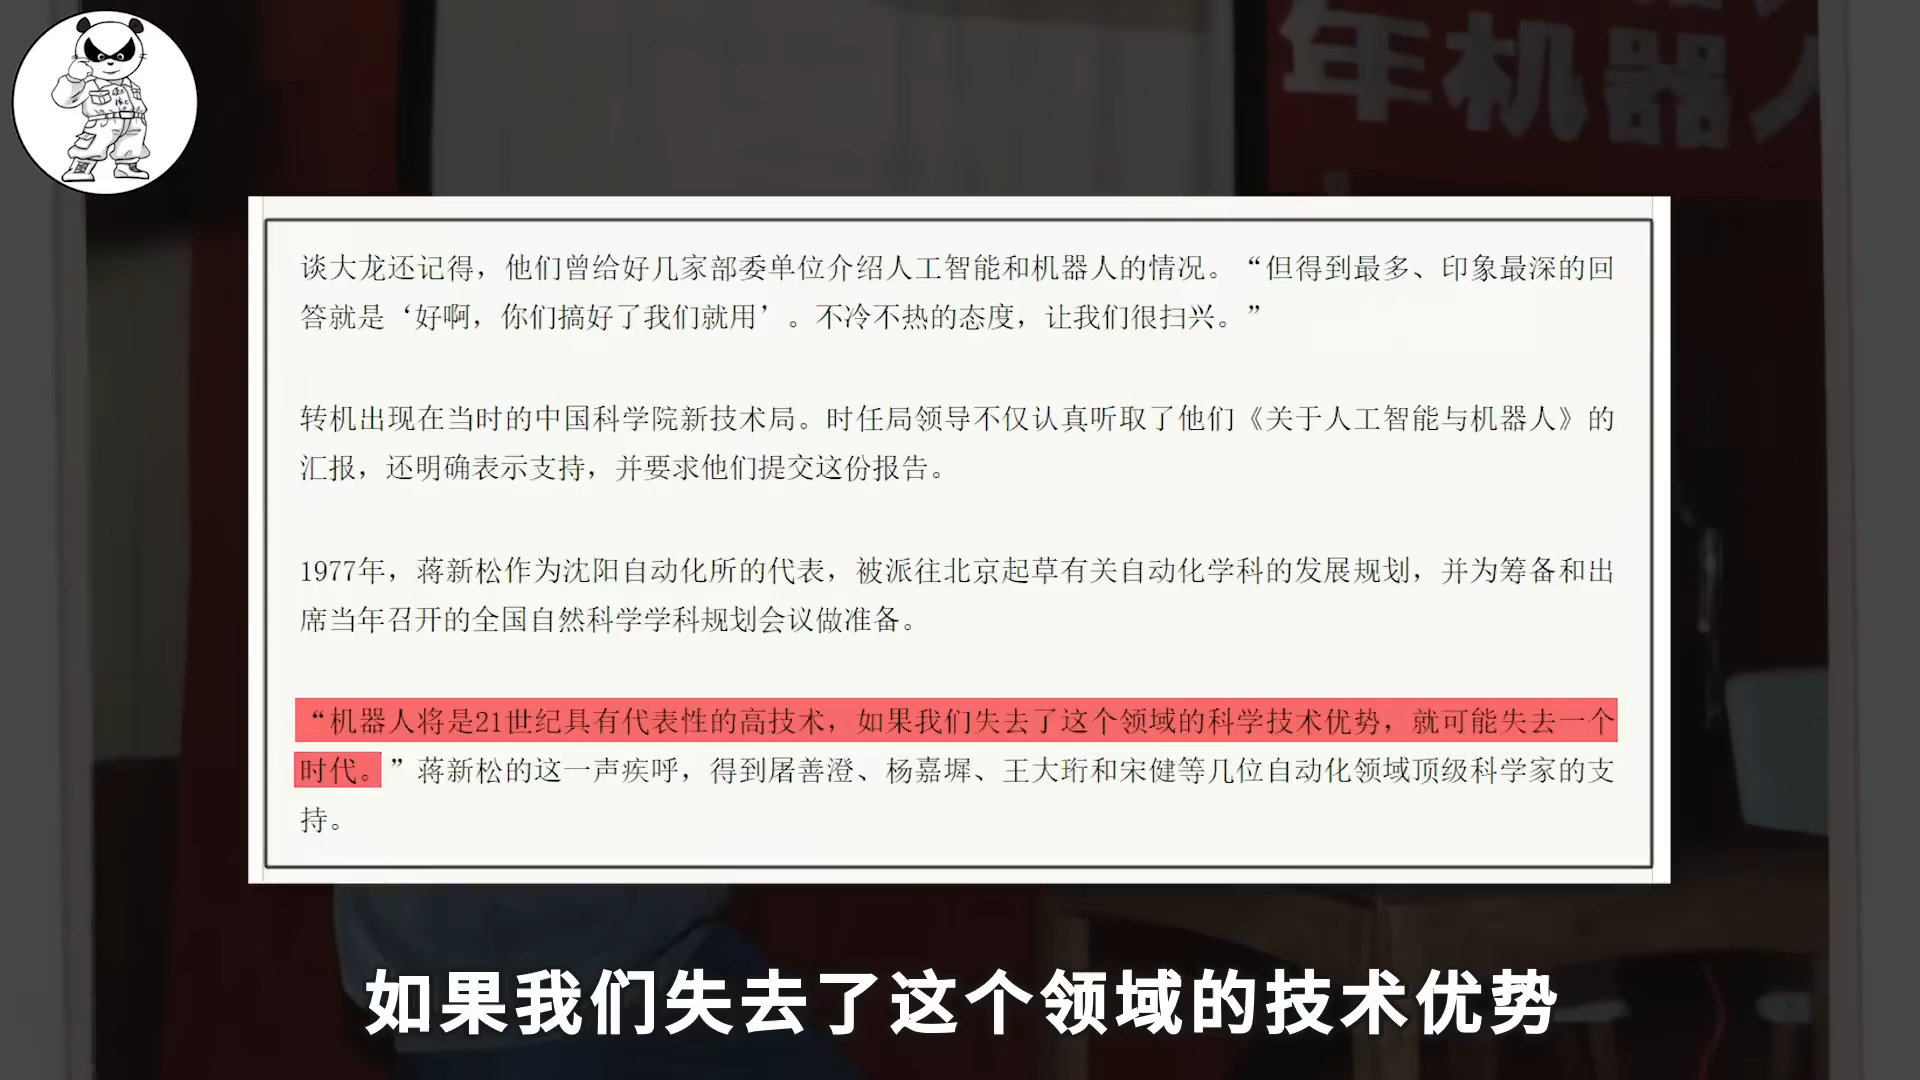 年机器人
谈大龙还记得，他们曾给好几家部委单位介绍人工智能和机器人的情况。“但得到最多、印象最深的回
答就是‘好啊，你们搞好了我们就用’。不冷不热的态度，让我们很扫兴。”
转机出现在当时的中国科学院新技术局。时任局领导不仅认真听取了他们《关于人工智能与机器人》的
汇报，还明确表示支持，并要求他们提交这份报告。
1977年，蒋新松作为沈阳自动化所的代表，被派往北京起草有关自动化学科的发展规划，并为筹备和出
席当年召开的全国自然科学学科规划会议做准备。
“机器人将是21世纪具有代表性的高技术，如果我们失去了这个领域的科学技术优势，就可能失去一个
时代。”蒋新松的这一声疾呼，得到屠善澄、杨嘉墀、王大珩和宋健等几位自动化领域顶级科学家的支
持。
如果我们失去了这个领域的技术优势